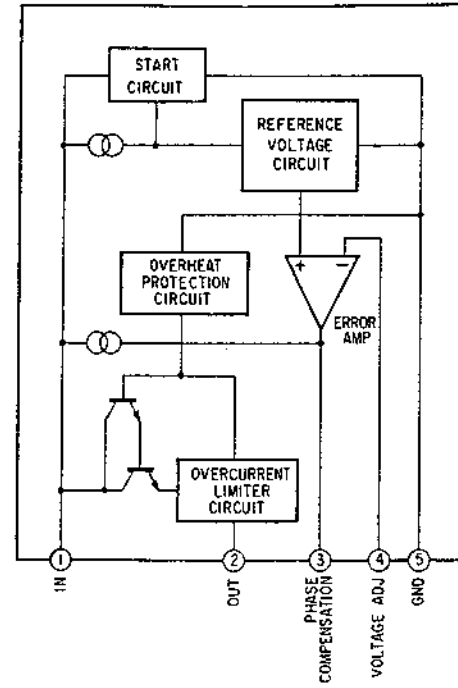 START
CIRCUIT
REFERENCE
VOLTAGE
CIRCUIT
OVERHEAT
PROTECTION
CIRCUIT
+ −
ERROR
AMP
OVERCURRENT
LIMITER
CIRCUIT
1 2 3 4 5
IN
OUT
PHASE
COMPENSATION
VOLTAGE ADJ
GND